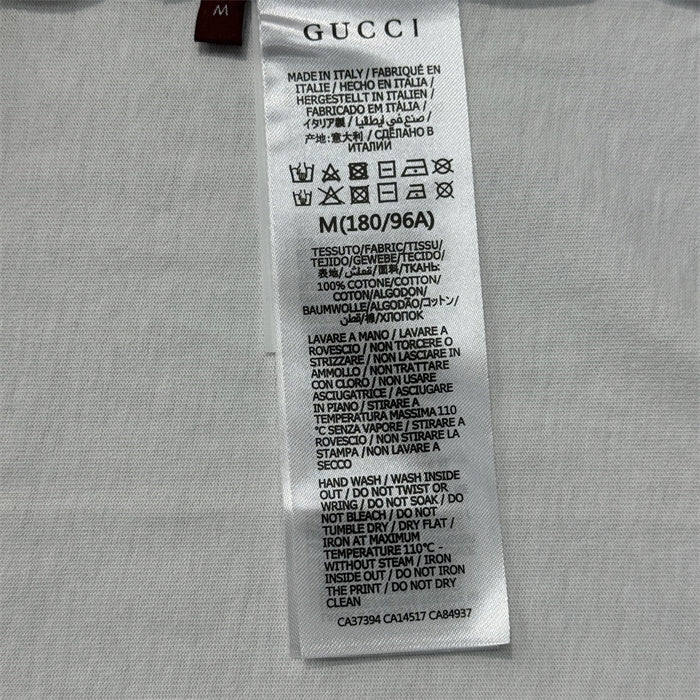 M
GUCCI
MADE IN ITALY / FABRIQUÉ EN
ITALIE / HECHO EN ITALIA /
HERGESTELLT IN ITALIEN /
FABRICADO EM ITÁLIA /
イタリア製 / صنع في ايطاليا /
产地:意大利 / СДЕЛАНО В
ИТАЛИИ
M(180/96A)
TESSUTO/FABRIC/TISSU/
TEJIDO/GEWEBE/TECIDO/
表地/قملش/面料/ТКАНЬ:
100% COTONE/COTTON/
COTON/ALGODON/
BAUMWOLLE/ALGODÃO/コットン/
قطن/棉/ХЛОПОК
LAVARE A MANO / LAVARE A
ROVESCIO / NON TORCERE O
STRIZZARE / NON LASCIARE IN
AMMOLLO / NON TRATTARE
CON CLORO / NON USARE
ASCIUGATRICE / ASCIUGARE
IN PIANO / STIRARE A
TEMPERATURA MASSIMA 110
°C SENZA VAPORE / STIRARE A
ROVESCIO / NON STIRARE LA
STAMPA / NON LAVARE A
SECCO
HAND WASH / WASH INSIDE
OUT / DO NOT TWIST OR
WRING / DO NOT SOAK / DO
NOT BLEACH / DO NOT
TUMBLE DRY / DRY FLAT /
IRON AT MAXIMUM
TEMPERATURE 110°C -
WITHOUT STEAM / IRON
INSIDE OUT / DO NOT IRON
THE PRINT / DO NOT DRY
CLEAN
CA37394 CA14517 CA84937